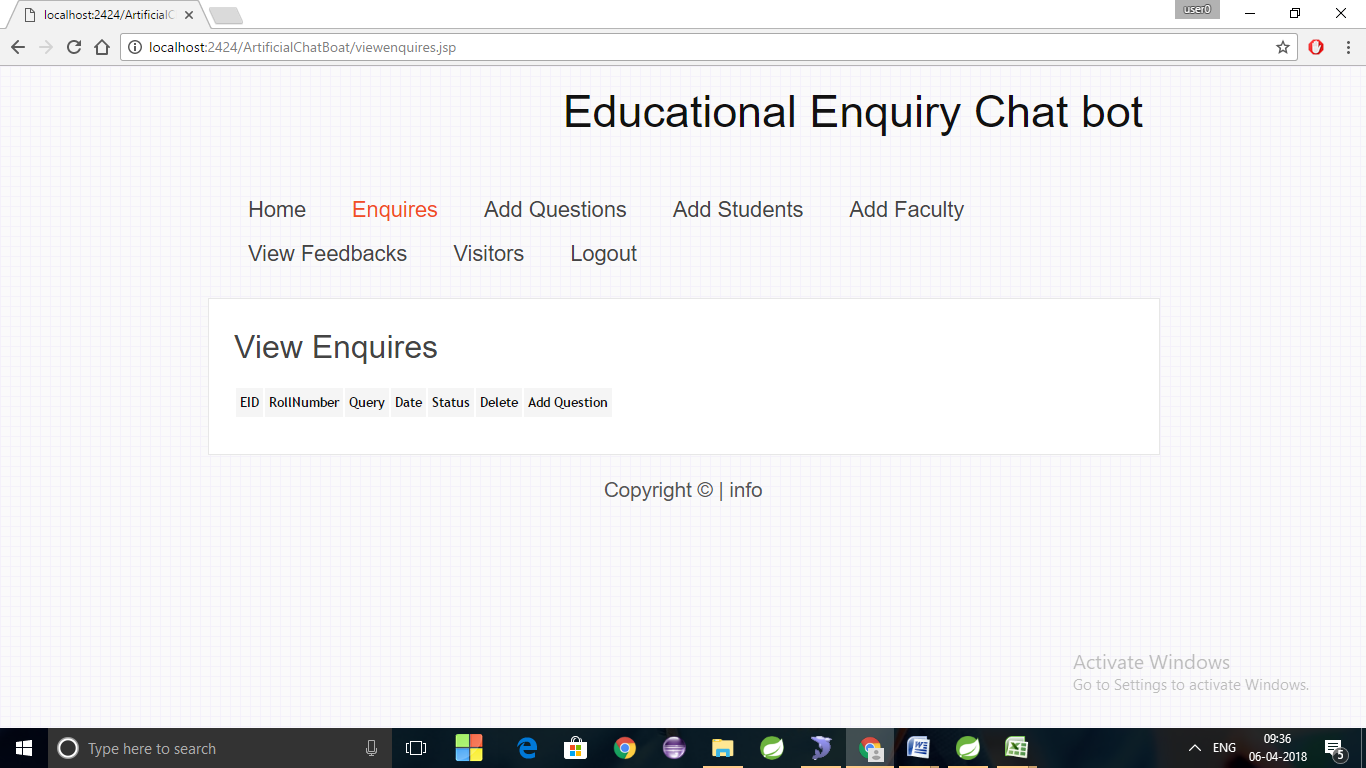 localhost:2424/ArtificialC
user0
localhost:2424/ArtificialChatBoat/viewenquires.jsp
Educational Enquiry Chat bot
Home Enquires Add Questions Add Students Add Faculty
View Feedbacks Visitors Logout
View Enquires
EID RollNumber Query Date Status Delete Add Question
Copyright © | info
Activate Windows
Go to Settings to activate Windows.
Type here to search
ENG
09:36
06-04-2018
5